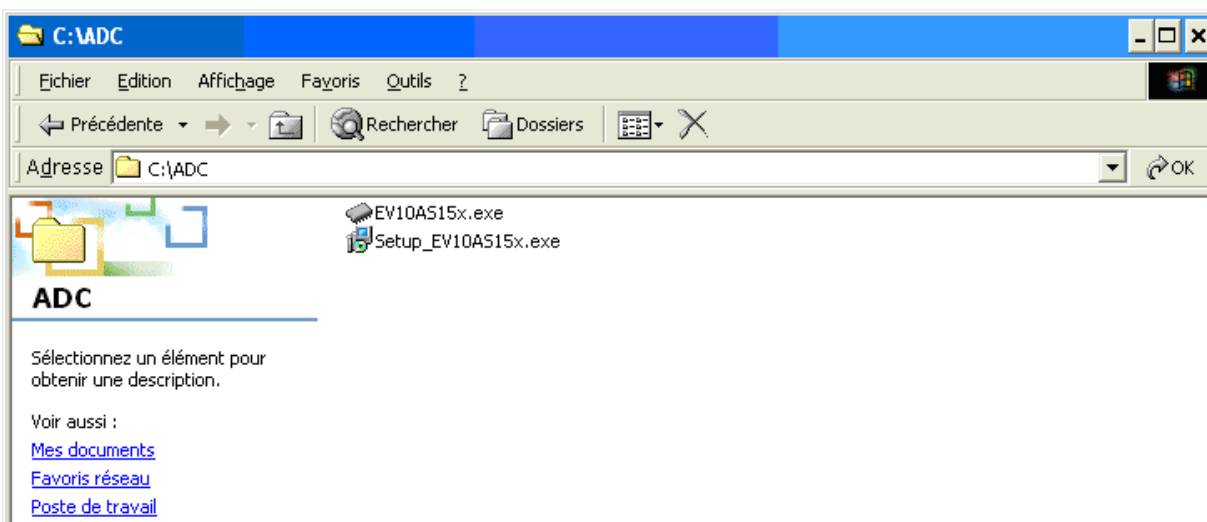 C:\ADC
Fichier Edition Affichage Favoris Outils ?
Précédente Rechercher Dossiers
Adresse C:\ADC OK
EV10AS15x.exe
Setup_EV10AS15x.exe
ADC
Sélectionnez un élément pour
obtenir une description.
Voir aussi :
Mes documents
Favoris réseau
Poste de travail